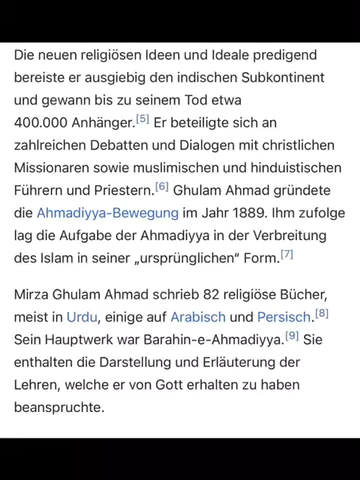 Die neuen religiösen Ideen und Ideale predigend
bereiste er ausgiebig den indischen Subkontinent
und gewann bis zu seinem Tod etwa
400.000 Anhänger.[5] Er beteiligte sich an
zahlreichen Debatten und Dialogen mit christlichen
Missionaren sowie muslimischen und hinduistischen
Führern und Priestern.[6] Ghulam Ahmad gründete
die Ahmadiyya-Bewegung im Jahr 1889. Ihm zufolge
lag die Aufgabe der Ahmadiyya in der Verbreitung
des Islam in seiner „ursprünglichen“ Form.[7]
Mirza Ghulam Ahmad schrieb 82 religiöse Bücher,
meist in Urdu, einige auf Arabisch und Persisch.[8]
Sein Hauptwerk war Barahin-e-Ahmadiyya.[9] Sie
enthalten die Darstellung und Erläuterung der
Lehren, welche er von Gott erhalten zu haben
beanspruchte.